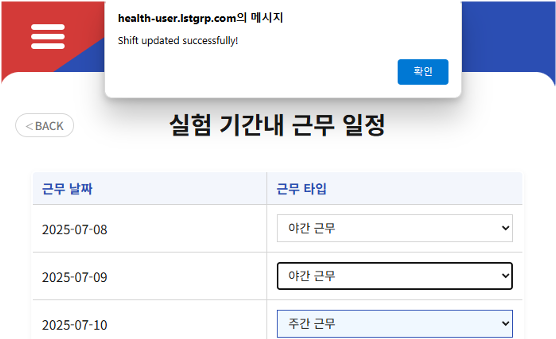 health-user.lstgrp.com의 메시지
Shift updated successfully!
확인
<BACK
실험 기간내 근무 일정
근무 날짜 근무 타입
2025-07-08 야간 근무
2025-07-09 야간 근무
2025-07-10 주간 근무